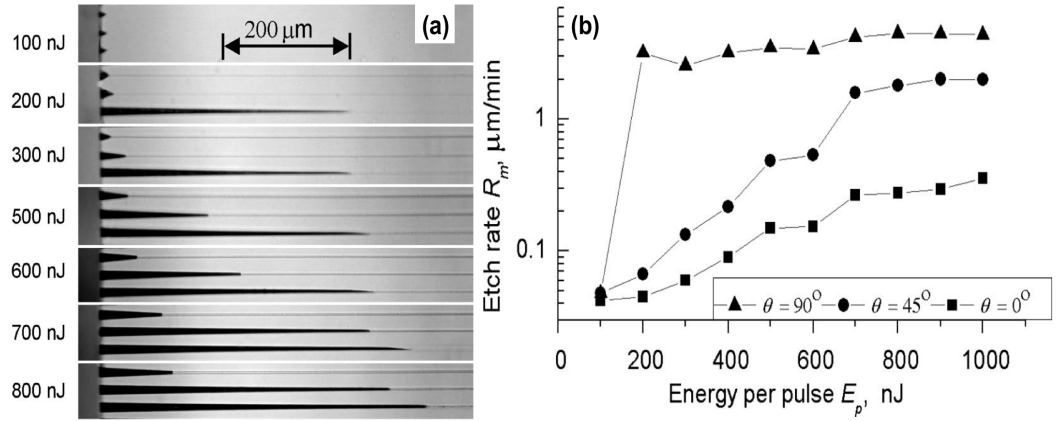 (a)
200 μm
100 nJ
200 nJ
300 nJ
500 nJ
600 nJ
700 nJ
800 nJ
(b)
Etch rate Rm, μm/min
1
0.1
θ = 90° θ = 45° θ = 0°
0 200 400 600 800 1000
Energy per pulse Ep, nJ